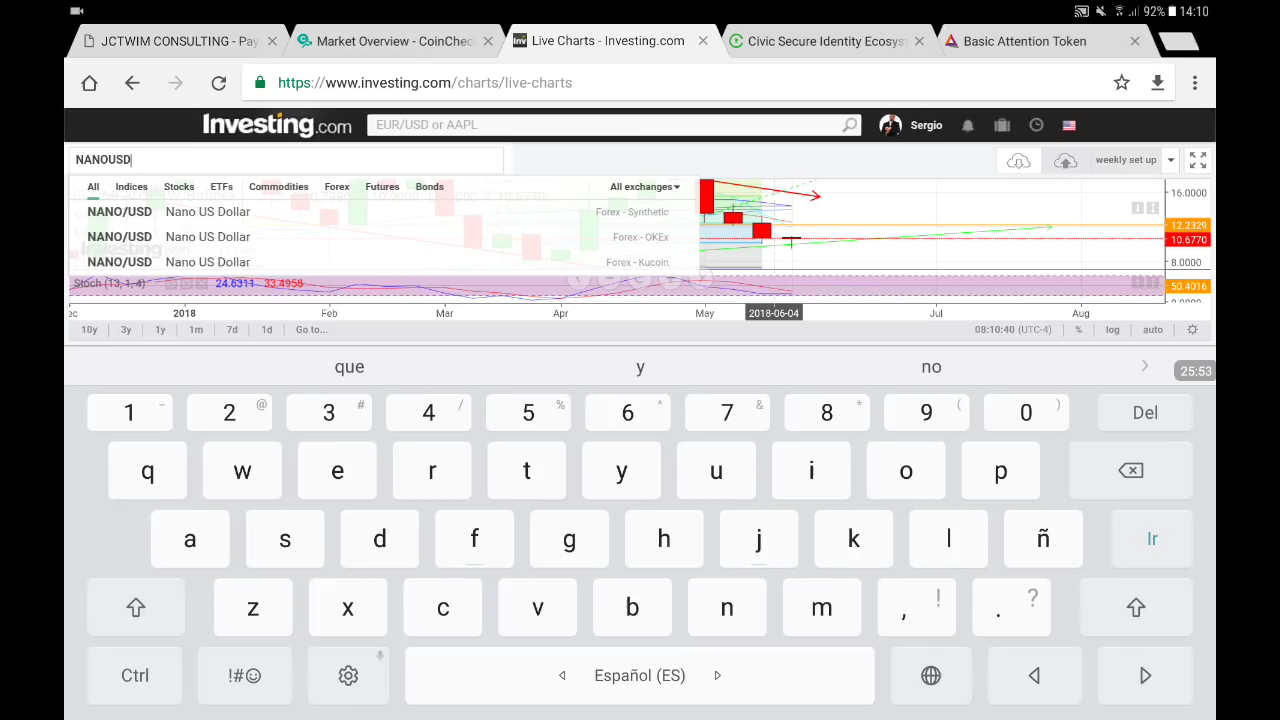 92% 14:10
JCTWIM CONSULTING - Pay
Market Overview - CoinChec
Live Charts - Investing.com
Civic Secure Identity Ecosyst
Basic Attention Token
https://www.investing.com/charts/live-charts
Investing.com
EUR/USD or AAPL
Sergio
NANOUSD
weekly set up
All Indices Stocks ETFs Commodities Forex Futures Bonds All exchanges
NANO/USD Nano US Dollar Forex - Synthetic
NANO/USD Nano US Dollar Forex - OKEx
NANO/USD Nano US Dollar Forex - Kucoin
16.0000
12.2329
10.6770
8.0000
Stoch (13, 1, 4) 24.6311 33.4958
50.4016
2018 Feb Mar Apr May 2018-06-04 Jul Aug
10y 3y 1y 1m 7d 1d Go to... 08:10:40 (UTC-4) % log auto
que y no
25:53
1 - 2 @ 3 # 4 / 5 % 6 ^ 7 & 8 * 9 ( 0 ) Del
q w e r t y u i o p
a s d f g h j k l ñ Ir
z x c v b n m , ! . ?
Ctrl !#☺ Español (ES)